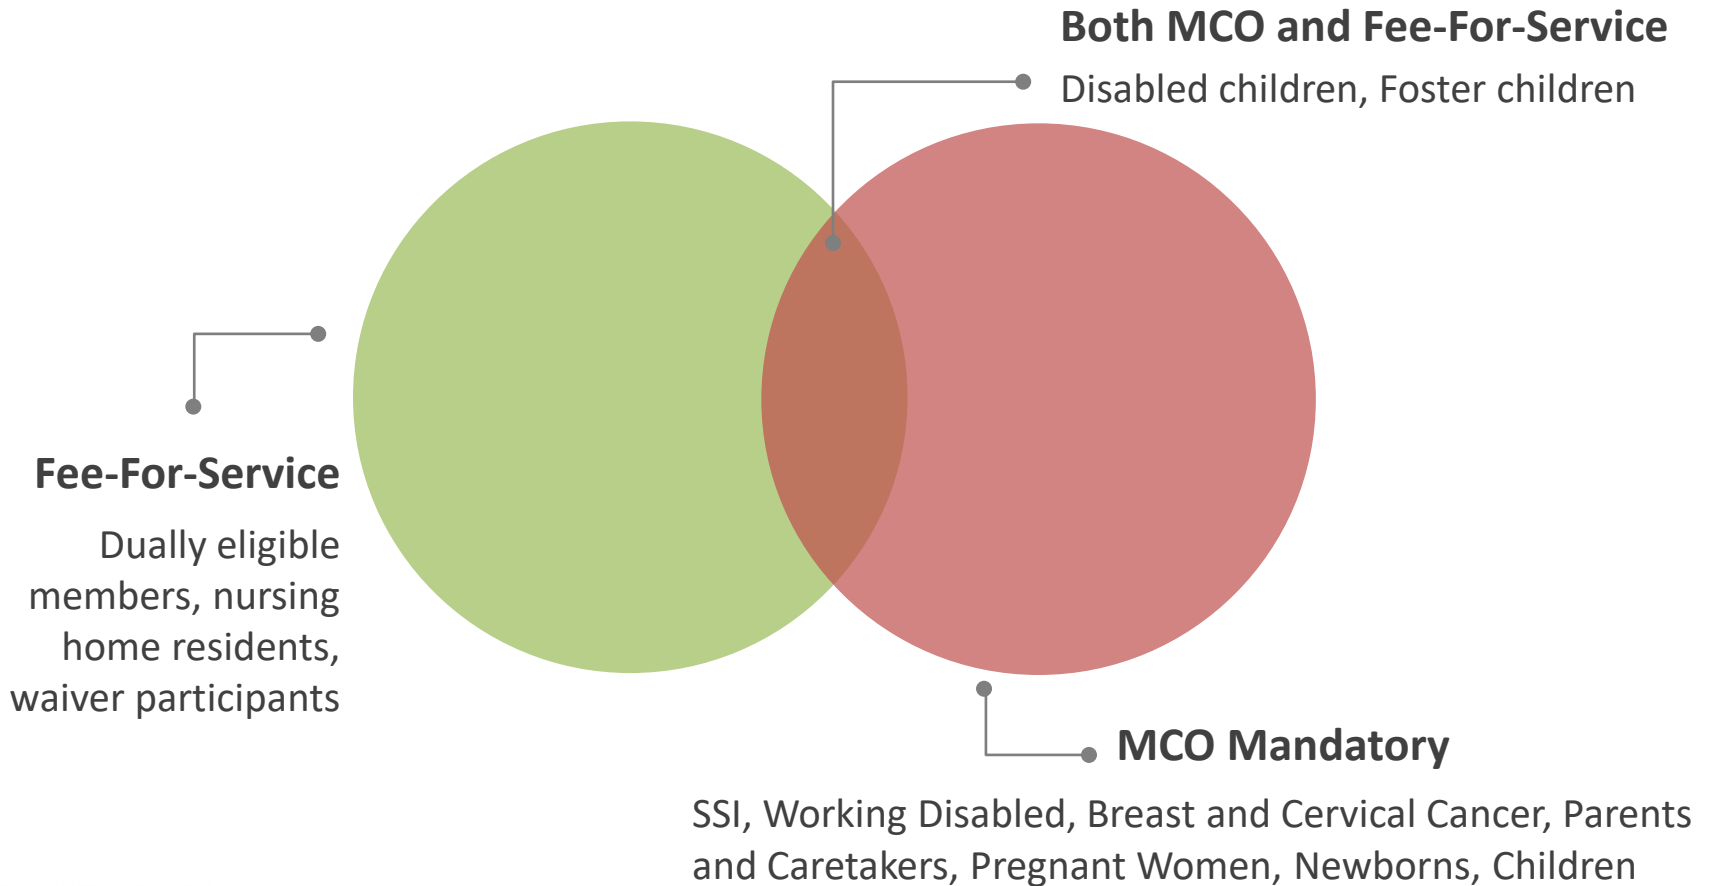 Both MCO and Fee-For-Service
Disabled children, Foster children
Fee-For-Service
Dually eligible
members, nursing
home residents,
waiver participants
MCO Mandatory
SSI, Working Disabled, Breast and Cervical Cancer, Parents
and Caretakers, Pregnant Women, Newborns, Children